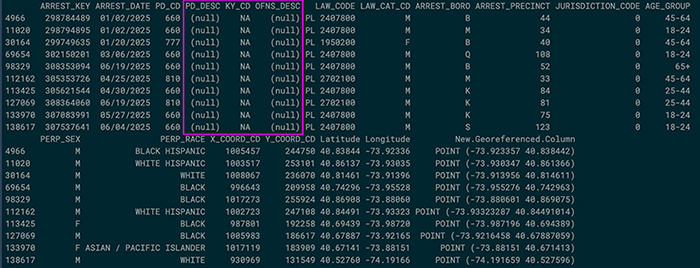 ARREST_KEY ARREST_DATE PD_CD PD_DESC KY_CD OFNS_DESC LAW_CODE LAW_CAT_CD ARREST_BORO ARREST_PRECINCT JURISDICTION_CODE AGE_GROUP
4966 298784489 01/02/2025 660 (null) NA (null) PL 2407800 M B 44 0 45-64
11020 298794895 01/02/2025 660 (null) NA (null) PL 2407800 M M 34 0 18-24
30164 299749635 01/20/2025 777 (null) NA (null) PL 1950200 F B 40 0 45-64
69654 302150201 03/06/2025 660 (null) NA (null) PL 2407800 M Q 108 0 18-24
98329 308353094 06/19/2025 660 (null) NA (null) PL 2407800 M B 52 0 65+
112162 305353726 04/25/2025 810 (null) NA (null) PL 2702100 M M 33 0 45-64
113425 305621544 04/30/2025 660 (null) NA (null) PL 2407800 M K 84 0 25-44
127069 308364060 06/19/2025 810 (null) NA (null) PL 2702100 M K 81 0 25-44
133970 307083991 05/27/2025 660 (null) NA (null) PL 2407800 M K 75 0 18-24
138617 307537641 06/04/2025 660 (null) NA (null) PL 2407800 M S 123 0 18-24
PERP_SEX PERP_RACE X_COORD_CD Y_COORD_CD Latitude Longitude New.Georeferenced.Column
4966 M BLACK HISPANIC 1005457 244750 40.83844 -73.92336 POINT (-73.923357 40.838442)
11020 M WHITE HISPANIC 1003517 253101 40.86137 -73.93035 POINT (-73.930347 40.861366)
30164 M WHITE 1008067 236070 40.81461 -73.91396 POINT (-73.913956 40.814611)
69654 M BLACK 996643 209958 40.74296 -73.95528 POINT (-73.955276 40.742963)
98329 M BLACK 1017273 255924 40.86908 -73.88060 POINT (-73.880601 40.869075)
112162 M WHITE HISPANIC 1002723 247108 40.84491 -73.93323 POINT (-73.93323287 40.84491014)
113425 F BLACK 987801 192258 40.69439 -73.98720 POINT (-73.987196 40.694389)
127069 M BLACK 1005983 186617 40.67887 -73.92165 POINT (-73.9216458 40.67887059)
133970 F ASIAN / PACIFIC ISLANDER 1017119 183909 40.67141 -73.88151 POINT (-73.88151 40.671413)
138617 M WHITE 930969 131549 40.52760 -74.19166 POINT (-74.191659 40.527596)